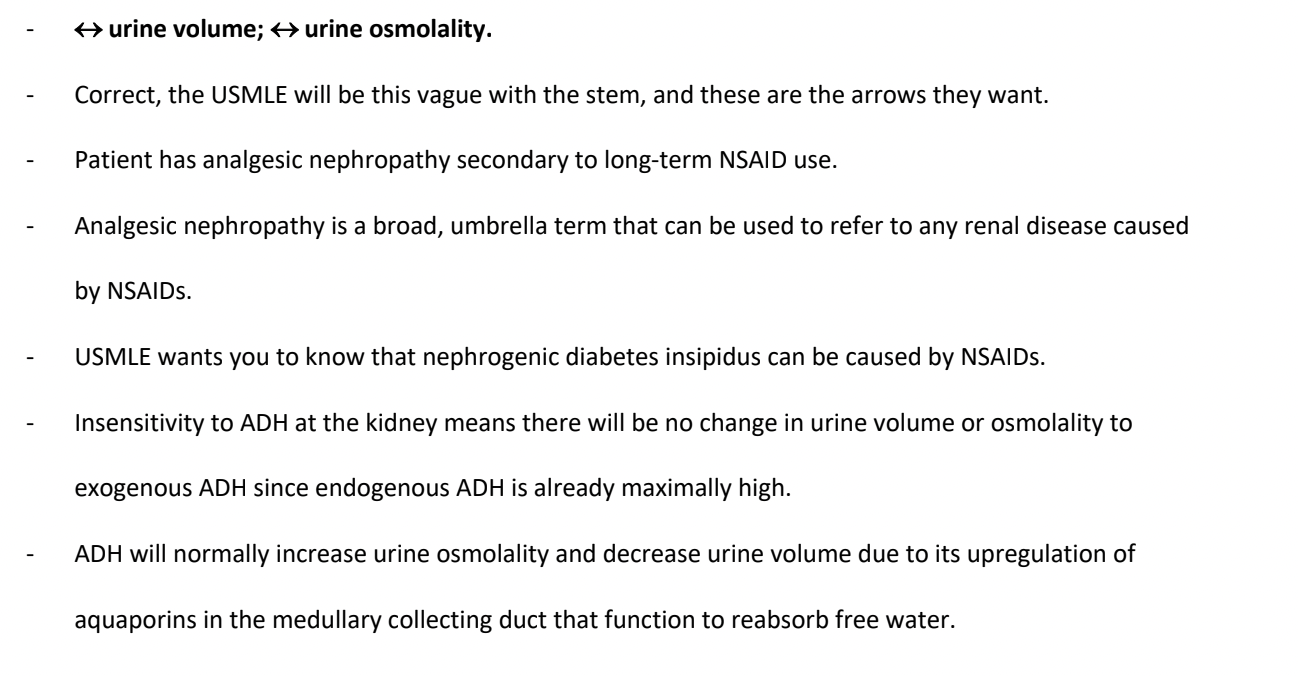 - ↔ urine volume; ↔ urine osmolality.
- Correct, the USMLE will be this vague with the stem, and these are the arrows they want.
- Patient has analgesic nephropathy secondary to long-term NSAID use.
- Analgesic nephropathy is a broad, umbrella term that can be used to refer to any renal disease caused
by NSAIDs.
- USMLE wants you to know that nephrogenic diabetes insipidus can be caused by NSAIDs.
- Insensitivity to ADH at the kidney means there will be no change in urine volume or osmolality to
exogenous ADH since endogenous ADH is already maximally high.
- ADH will normally increase urine osmolality and decrease urine volume due to its upregulation of
aquaporins in the medullary collecting duct that function to reabsorb free water.